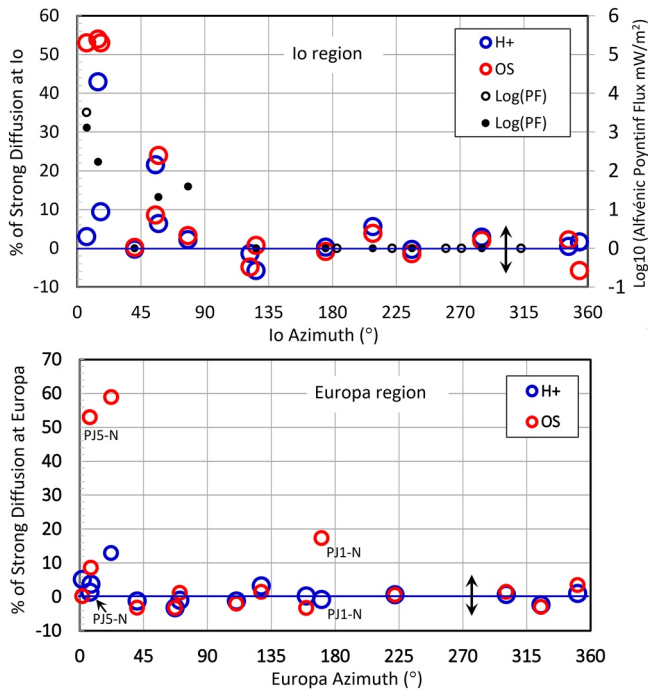 60
50
40
30
20
10
0
-10
% of Strong Diffusion at Io
6
5
4
3
2
1
0
-1
Log10 (Alfvénic Poyntinf Flux mW/m²)
Io region
H+
OS
Log(PF)
Log(PF)
0 45 90 135 180 225 270 315 360
Io Azimuth (°)
70
60
50
40
30
20
10
0
-10
% of Strong Diffusion at Europa
Europa region
H+
OS
PJ5-N
PJ1-N
PJ5-N
PJ1-N
0 45 90 135 180 225 270 315 360
Europa Azimuth (°)